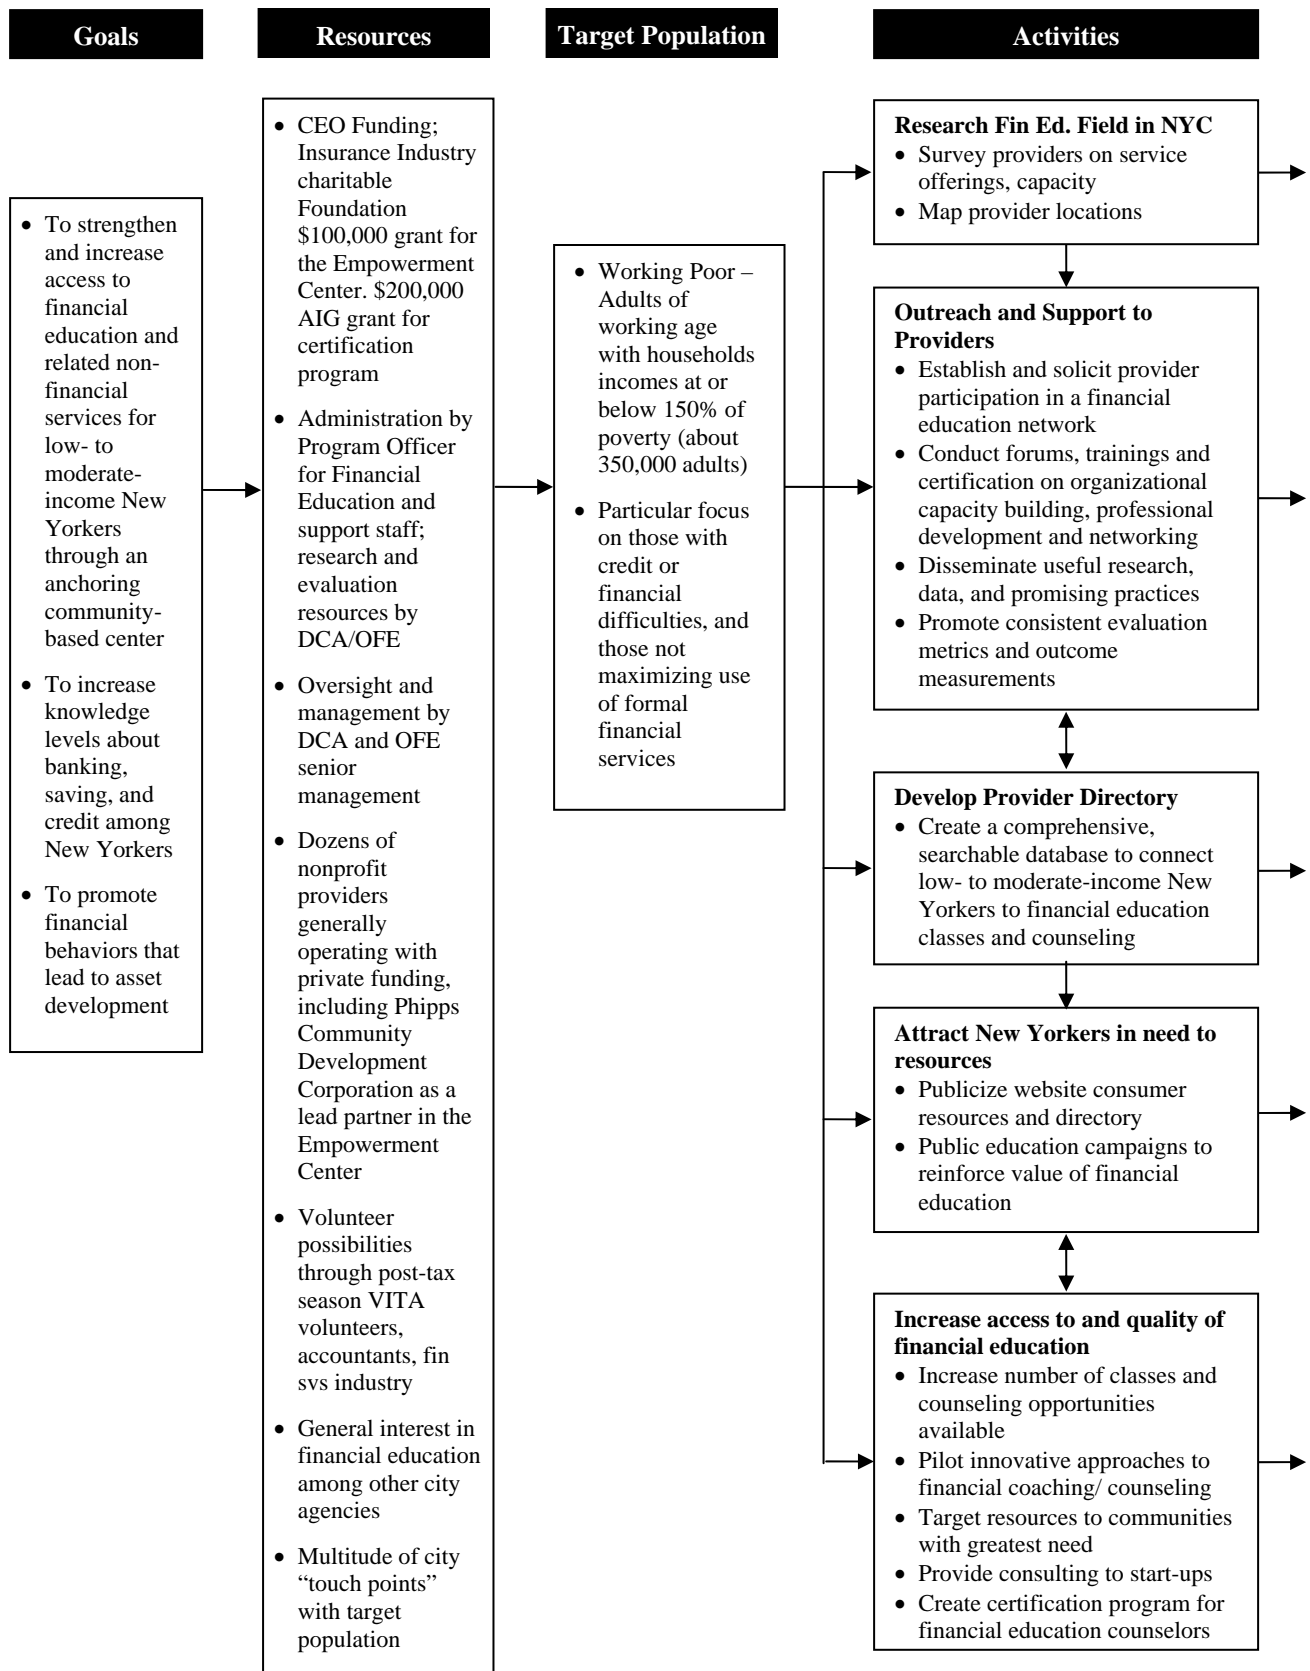 Goals
Resources
Target Population
Activities
• To strengthen
and increase
access to
financial
education and
related non-
financial
services for
low- to
moderate-
income New
Yorkers
through an
anchoring
community-
based center
• To increase
knowledge
levels about
banking,
saving, and
credit among
New Yorkers
• To promote
financial
behaviors that
lead to asset
development
• CEO Funding;
Insurance Industry
charitable
Foundation
$100,000 grant for
the Empowerment
Center. $200,000
AIG grant for
certification
program
• Administration by
Program Officer
for Financial
Education and
support staff;
research and
evaluation
resources by
DCA/OFE
• Oversight and
management by
DCA and OFE
senior
management
• Dozens of
nonprofit
providers
generally
operating with
private funding,
including Phipps
Community
Development
Corporation as a
lead partner in the
Empowerment
Center
• Volunteer
possibilities
through post-tax
season VITA
volunteers,
accountants, fin
svs industry
• General interest in
financial education
among other city
agencies
• Multitude of city
“touch points”
with target
population
• Working Poor –
Adults of
working age
with households
incomes at or
below 150% of
poverty (about
350,000 adults)
• Particular focus
on those with
credit or
financial
difficulties, and
those not
maximizing use
of formal
financial
services
Research Fin Ed. Field in NYC
• Survey providers on service
offerings, capacity
• Map provider locations
Outreach and Support to
Providers
• Establish and solicit provider
participation in a financial
education network
• Conduct forums, trainings and
certification on organizational
capacity building, professional
development and networking
• Disseminate useful research,
data, and promising practices
• Promote consistent evaluation
metrics and outcome
measurements
Develop Provider Directory
• Create a comprehensive,
searchable database to connect
low- to moderate-income New
Yorkers to financial education
classes and counseling
Attract New Yorkers in need to
resources
• Publicize website consumer
resources and directory
• Public education campaigns to
reinforce value of financial
education
Increase access to and quality of
financial education
• Increase number of classes and
counseling opportunities
available
• Pilot innovative approaches to
financial coaching/ counseling
• Target resources to communities
with greatest need
• Provide consulting to start-ups
• Create certification program for
financial education counselors